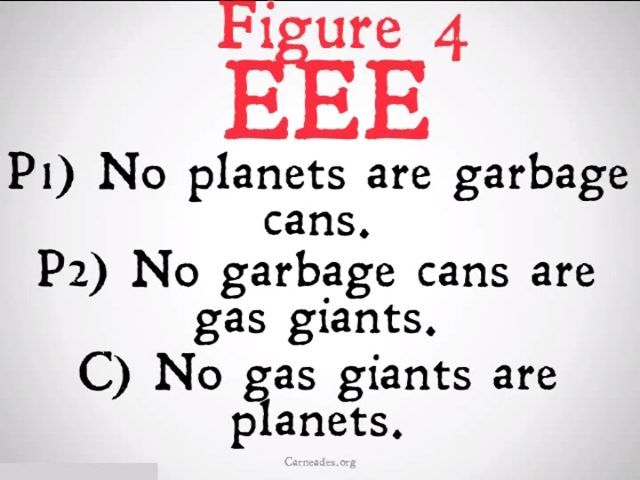 Figure 4
EEE
P1) No planets are garbage
cans.
P2) No garbage cans are
gas giants.
C) No gas giants are
planets.
Carneades.org